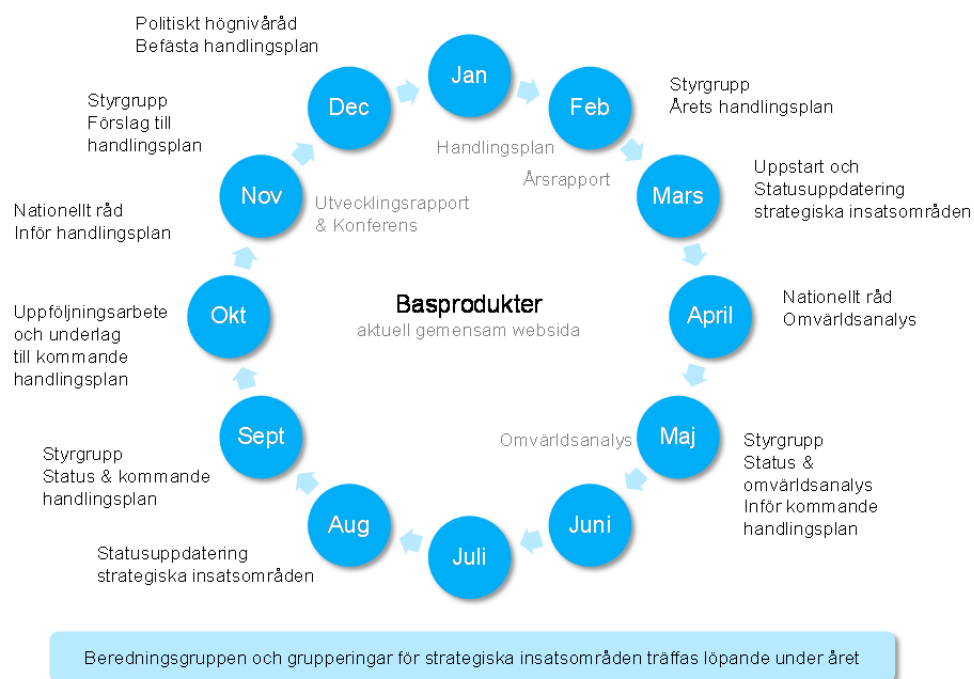 Politiskt högnivåråd
Befästa handlingsplan
Jan
Dec
Feb
Styrgrupp
Årets handlingsplan
Styrgrupp
Förslag till
handlingsplan
Handlingsplan
Årsrapport
Nov
Utvecklingsrapport
& Konferens
Mars
Uppstart och
Statusuppdatering
strategiska insatsområden
Nationellt råd
Inför handlingsplan
Okt
Uppföljningsarbete
och underlag
till kommande
handlingsplan
Basprodukter
aktuell gemensam websida
April
Nationellt råd
Omvärldsanalys
Sept
Styrgrupp
Status & kommande
handlingsplan
Omvärldsanalys
Maj
Styrgrupp
Status &
omvärldsanalys
Inför kommande
handlingsplan
Aug
Juni
Juli
Statusuppdatering
strategiska insatsområden
Beredningsgruppen och grupperingar för strategiska insatsområden träffas löpande under året